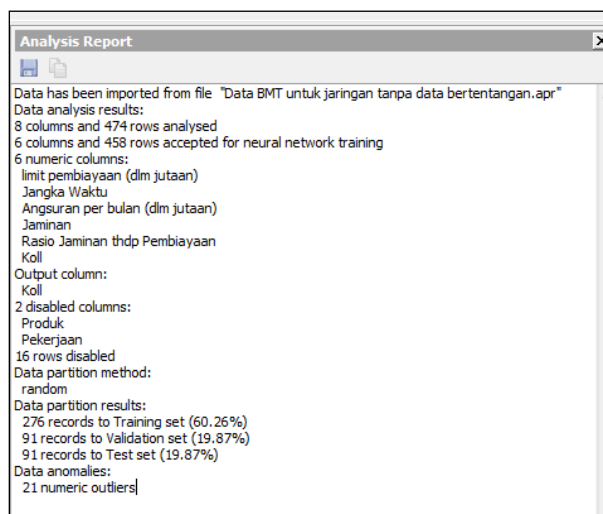 Analysis Report
Data has been imported from file "Data BMT untuk jaringan tanpa data bertentangan.apr"
Data analysis results:
8 columns and 474 rows analysed
6 columns and 458 rows accepted for neural network training
6 numeric columns:
limit pembiayaan (dlm jutaan)
Jangka Waktu
Angsuran per bulan (dlm jutaan)
Jaminan
Rasio Jaminan thdp Pembiayaan
Koll
Output column:
Koll
2 disabled columns:
Produk
Pekerjaan
16 rows disabled
Data partition method:
random
Data partition results:
276 records to Training set (60.26%)
91 records to Validation set (19.87%)
91 records to Test set (19.87%)
Data anomalies:
21 numeric outliers